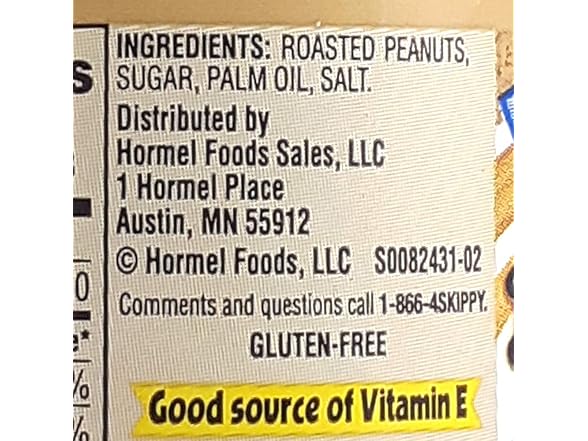 INGREDIENTS: ROASTED PEANUTS,
SUGAR, PALM OIL, SALT.
Distributed by
Hormel Foods Sales, LLC
1 Hormel Place
Austin, MN 55912
© Hormel Foods, LLC S0082431-02
Comments and questions call 1-866-4SKIPPY.
GLUTEN-FREE
Good source of Vitamin E